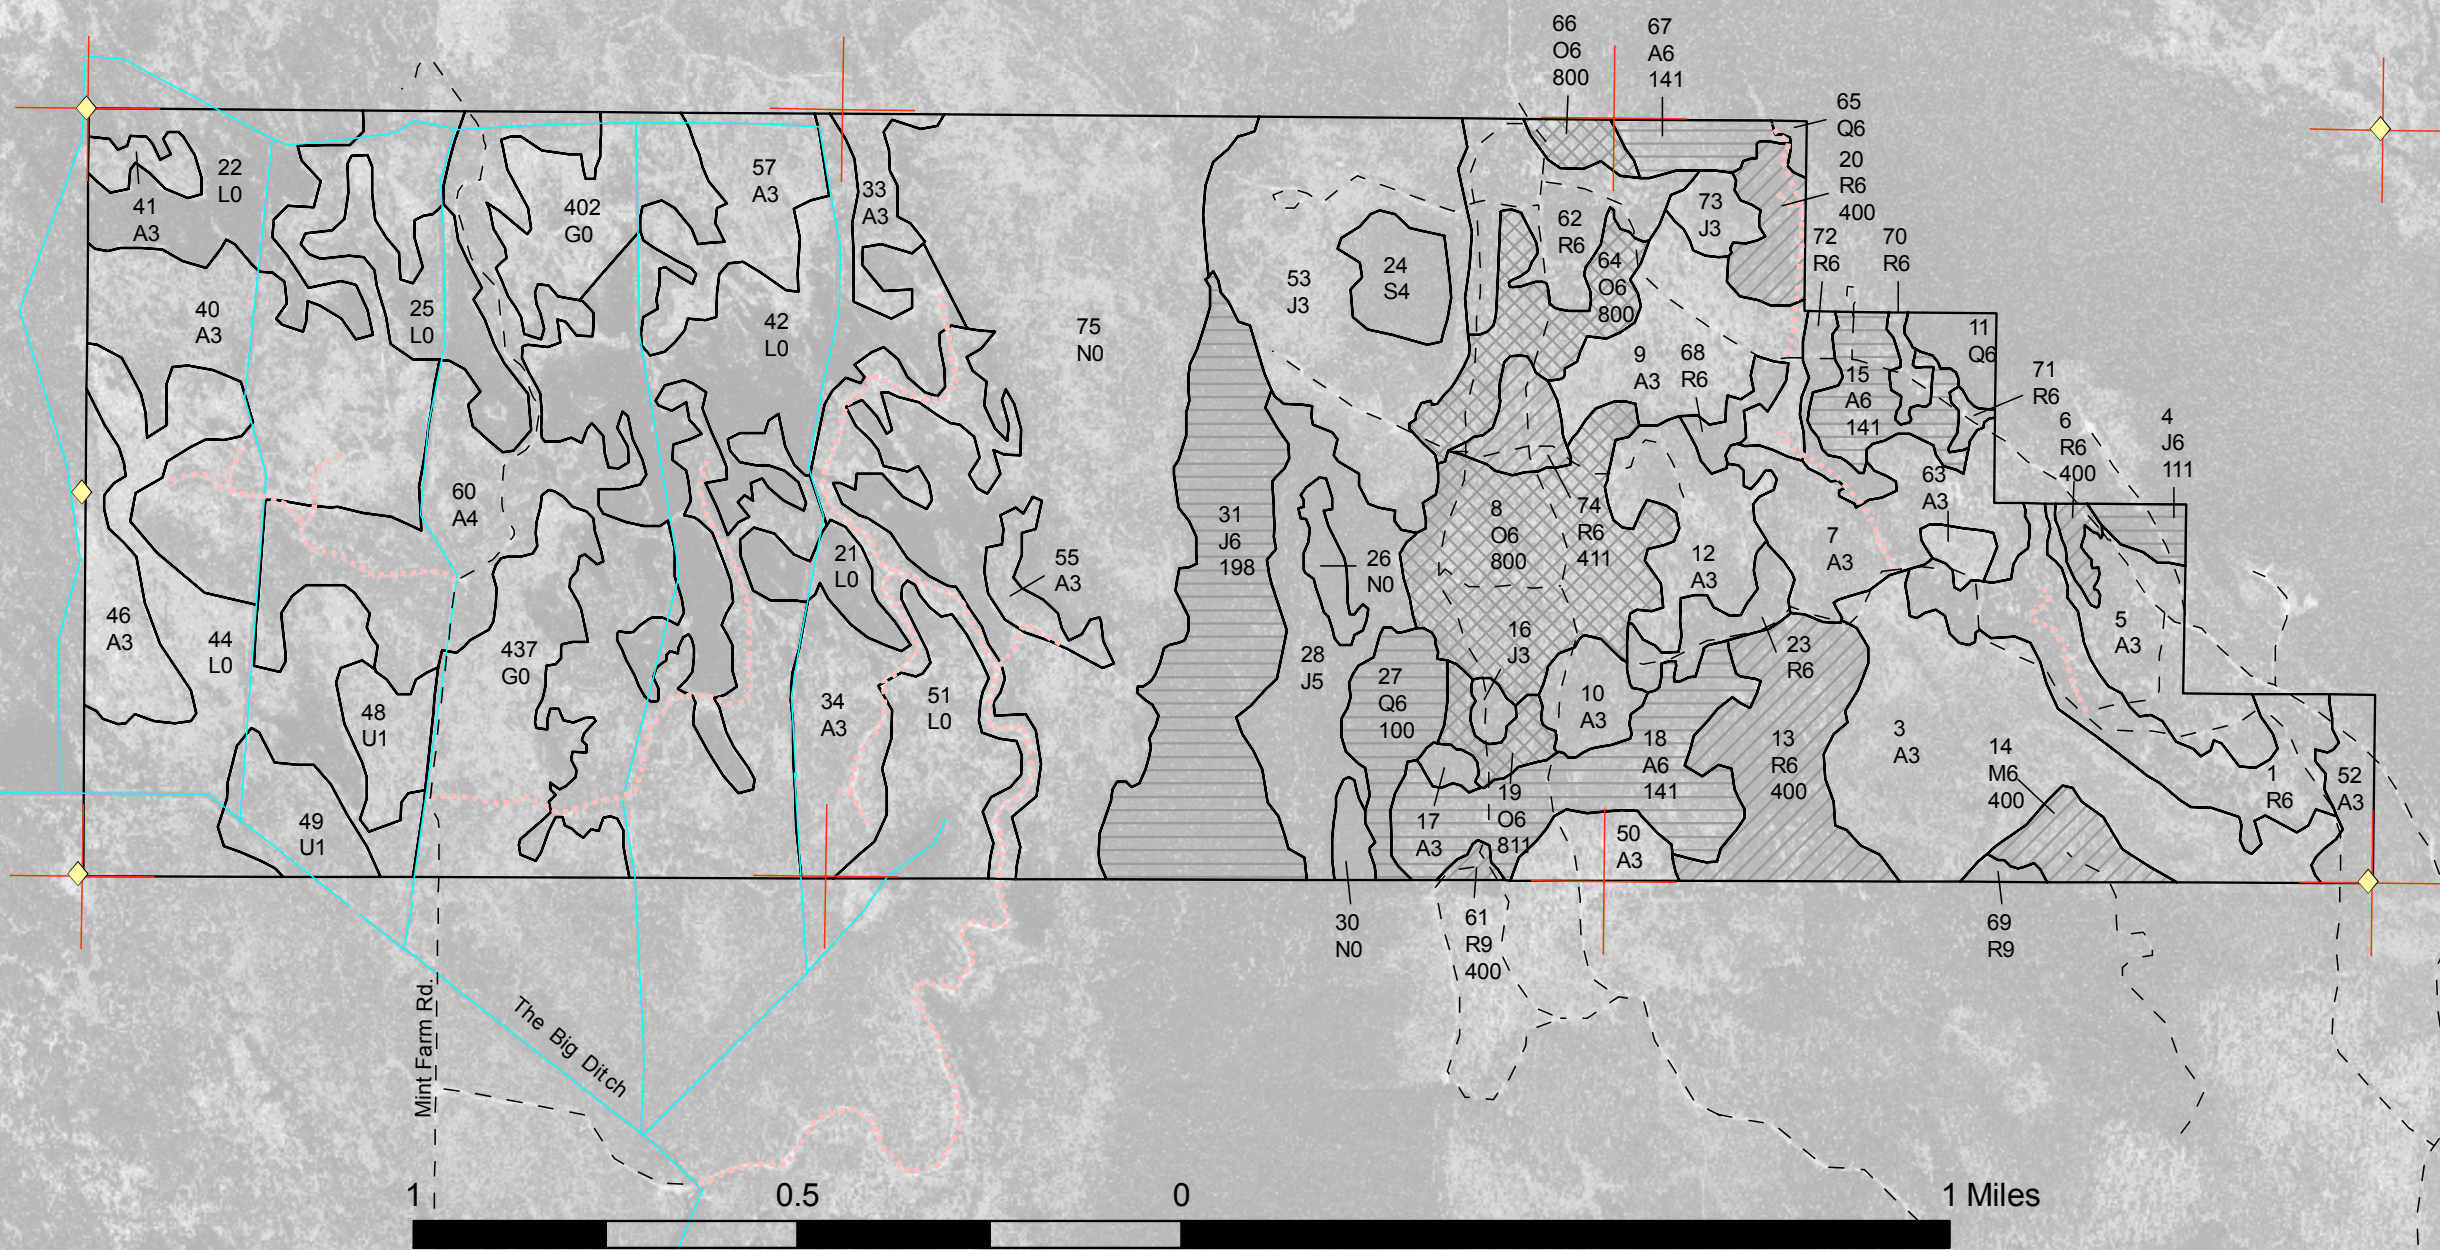 66
O6
800
67
A6
141
65
Q6
20
R6
400
22
L0
41
A3
57
A3
33
A3
402
G0
73
J3
62
R6
72
R6
70
R6
64
O6
800
53
J3
24
S4
40
A3
25
L0
42
L0
75
N0
9
A3
68
R6
11
Q6
15
A6
141
71
R6
6
R6
400
4
J6
111
60
A4
63
A3
31
J6
198
8
O6
800
74
R6
411
21
L0
55
A3
26
N0
12
A3
7
A3
46
A3
44
L0
437
G0
28
J5
16
J3
23
R6
5
A3
48
U1
34
A3
51
L0
27
Q6
100
10
A3
18
A6
141
13
R6
400
3
A3
14
M6
400
1
R6
52
A3
49
U1
17
A3
19
O6
811
50
A3
30
N0
61
R9
400
69
R9
Mint Farm Rd.
The Big Ditch
1 0.5 0 1 Miles